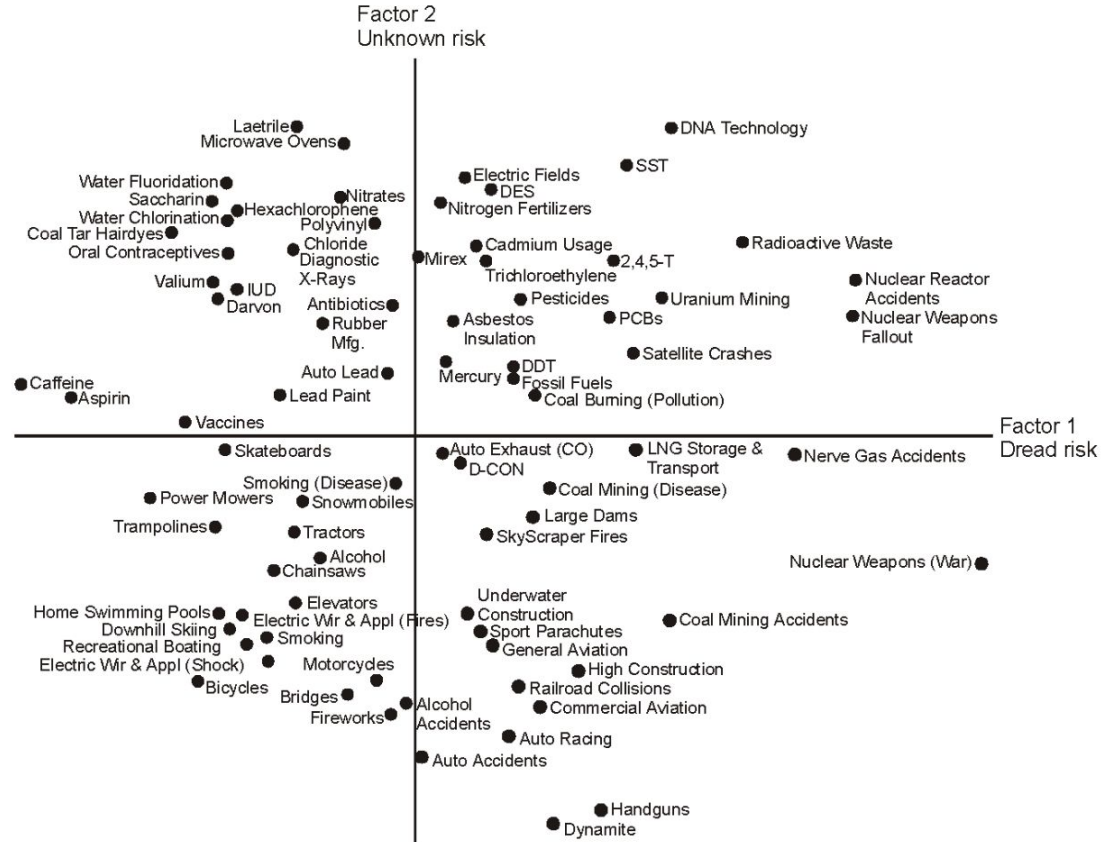 Factor 2
Unknown risk
Laetrile
Microwave Ovens
DNA Technology
SST
Electric Fields
DES
Nitrogen Fertilizers
Water Fluoridation
Saccharin
Nitrates
Hexachlorophene
Water Chlorination
Polyvinyl
Coal Tar Hairdyes
Oral Contraceptives
Chloride
Diagnostic
X-Rays
Mirex
Cadmium Usage
Trichloroethylene
2,4,5-T
Radioactive Waste
Valium
IUD
Darvon
Antibiotics
Rubber
Mfg.
Pesticides
Uranium Mining
Nuclear Reactor
Accidents
Asbestos
Insulation
PCBs
Nuclear Weapons
Fallout
Satellite Crashes
Auto Lead
Mercury
DDT
Fossil Fuels
Caffeine
Aspirin
Lead Paint
Coal Burning (Pollution)
Vaccines
Factor 1
Dread risk
Skateboards
Auto Exhaust (CO)
D-CON
LNG Storage &
Transport
Nerve Gas Accidents
Smoking (Disease)
Coal Mining (Disease)
Power Mowers
Snowmobiles
Large Dams
Trampolines
Tractors
SkyScraper Fires
Alcohol
Chainsaws
Nuclear Weapons (War)
Elevators
Underwater
Construction
Home Swimming Pools
Electric Wir & Appl (Fires)
Coal Mining Accidents
Downhill Skiing
Smoking
Sport Parachutes
Recreational Boating
General Aviation
Electric Wir & Appl (Shock)
Motorcycles
High Construction
Bicycles
Bridges
Railroad Collisions
Fireworks
Alcohol
Accidents
Commercial Aviation
Auto Racing
Auto Accidents
Handguns
Dynamite